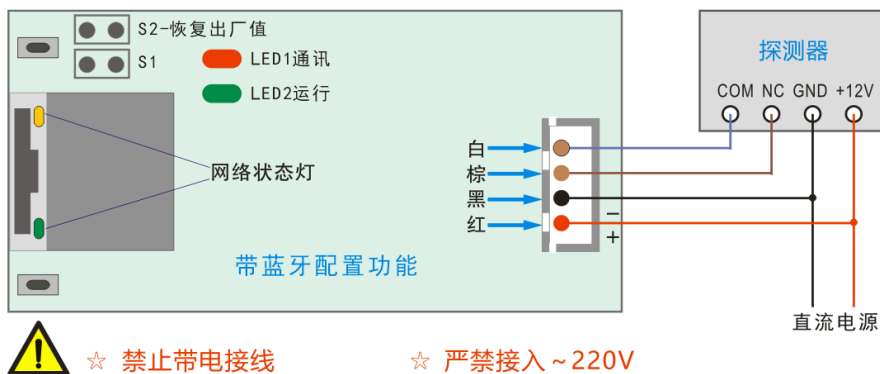 S2-恢复出厂值
S1
LED1通讯
LED2运行
网络状态灯
带蓝牙配置功能
白
棕
黑
红
－
+
探测器
COM NC GND +12V
直流电源
☆ 禁止带电接线
☆ 严禁接入~220V